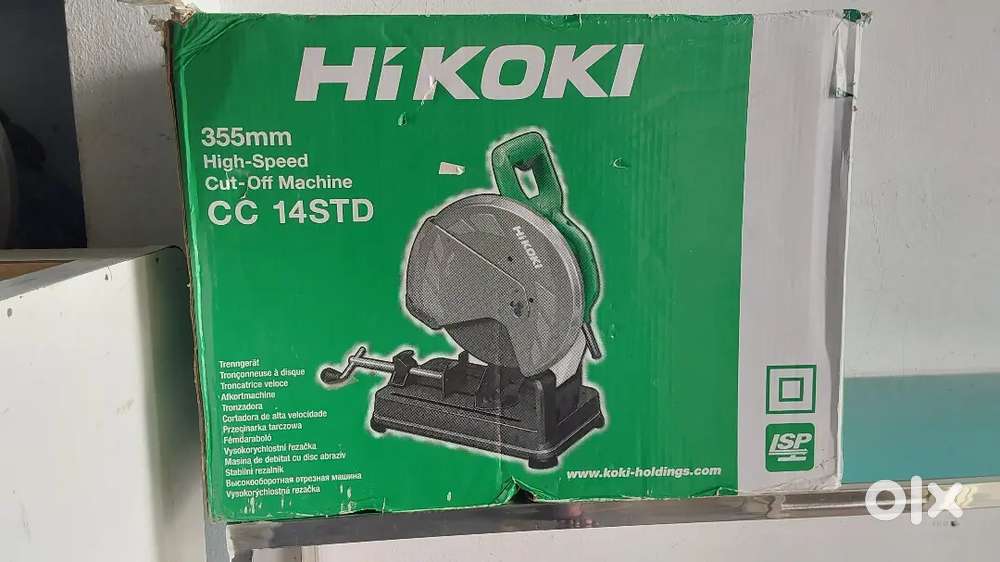 HiKOKI
355mm
High-Speed
Cut-Off Machine
CC 14STD
HiKOKI
Trenngerät
Tronçonneuse à disque
Troncatrice veloce
Afkortmachine
Tronzadora
Cortadora de alta velocidade
Przecinarka tarczowa
Fémdaraboló
Vysokorychlostní řezačka
Masina de debitat cu disc abraziv
Stabilni rezalnik
Высокооборотная отрезная машина
Vysokorýchlostná rezačka
www.koki-holdings.com
ISP
olx